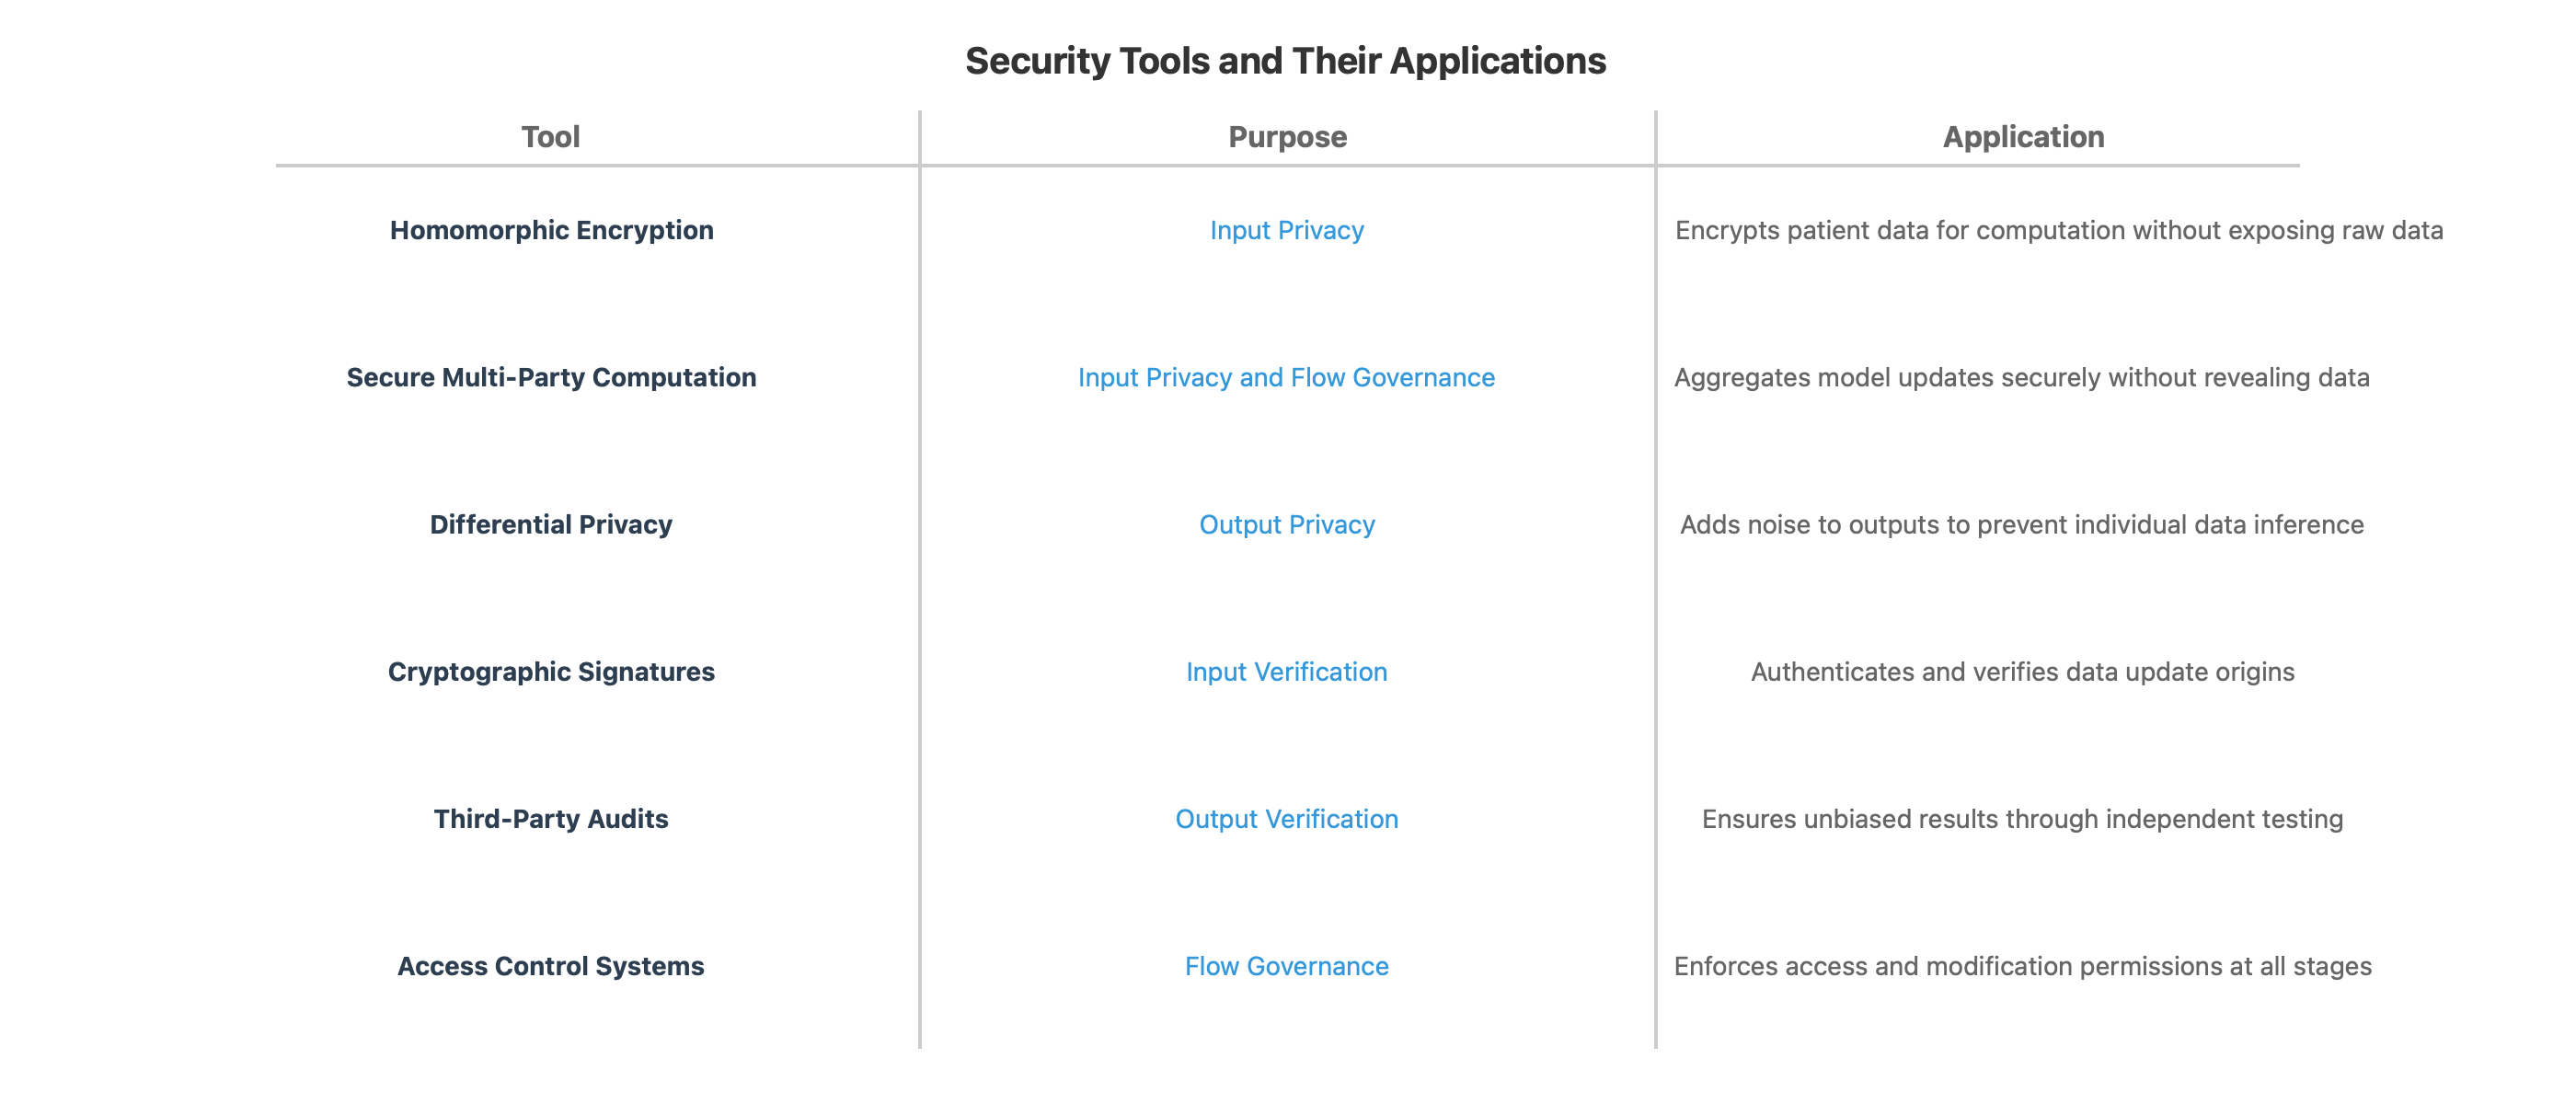 Security Tools and Their Applications
Tool
Purpose
Application
Homomorphic Encryption
Input Privacy
Encrypts patient data for computation without exposing raw data
Secure Multi-Party Computation
Input Privacy and Flow Governance
Aggregates model updates securely without revealing data
Differential Privacy
Output Privacy
Adds noise to outputs to prevent individual data inference
Cryptographic Signatures
Input Verification
Authenticates and verifies data update origins
Third-Party Audits
Output Verification
Ensures unbiased results through independent testing
Access Control Systems
Flow Governance
Enforces access and modification permissions at all stages